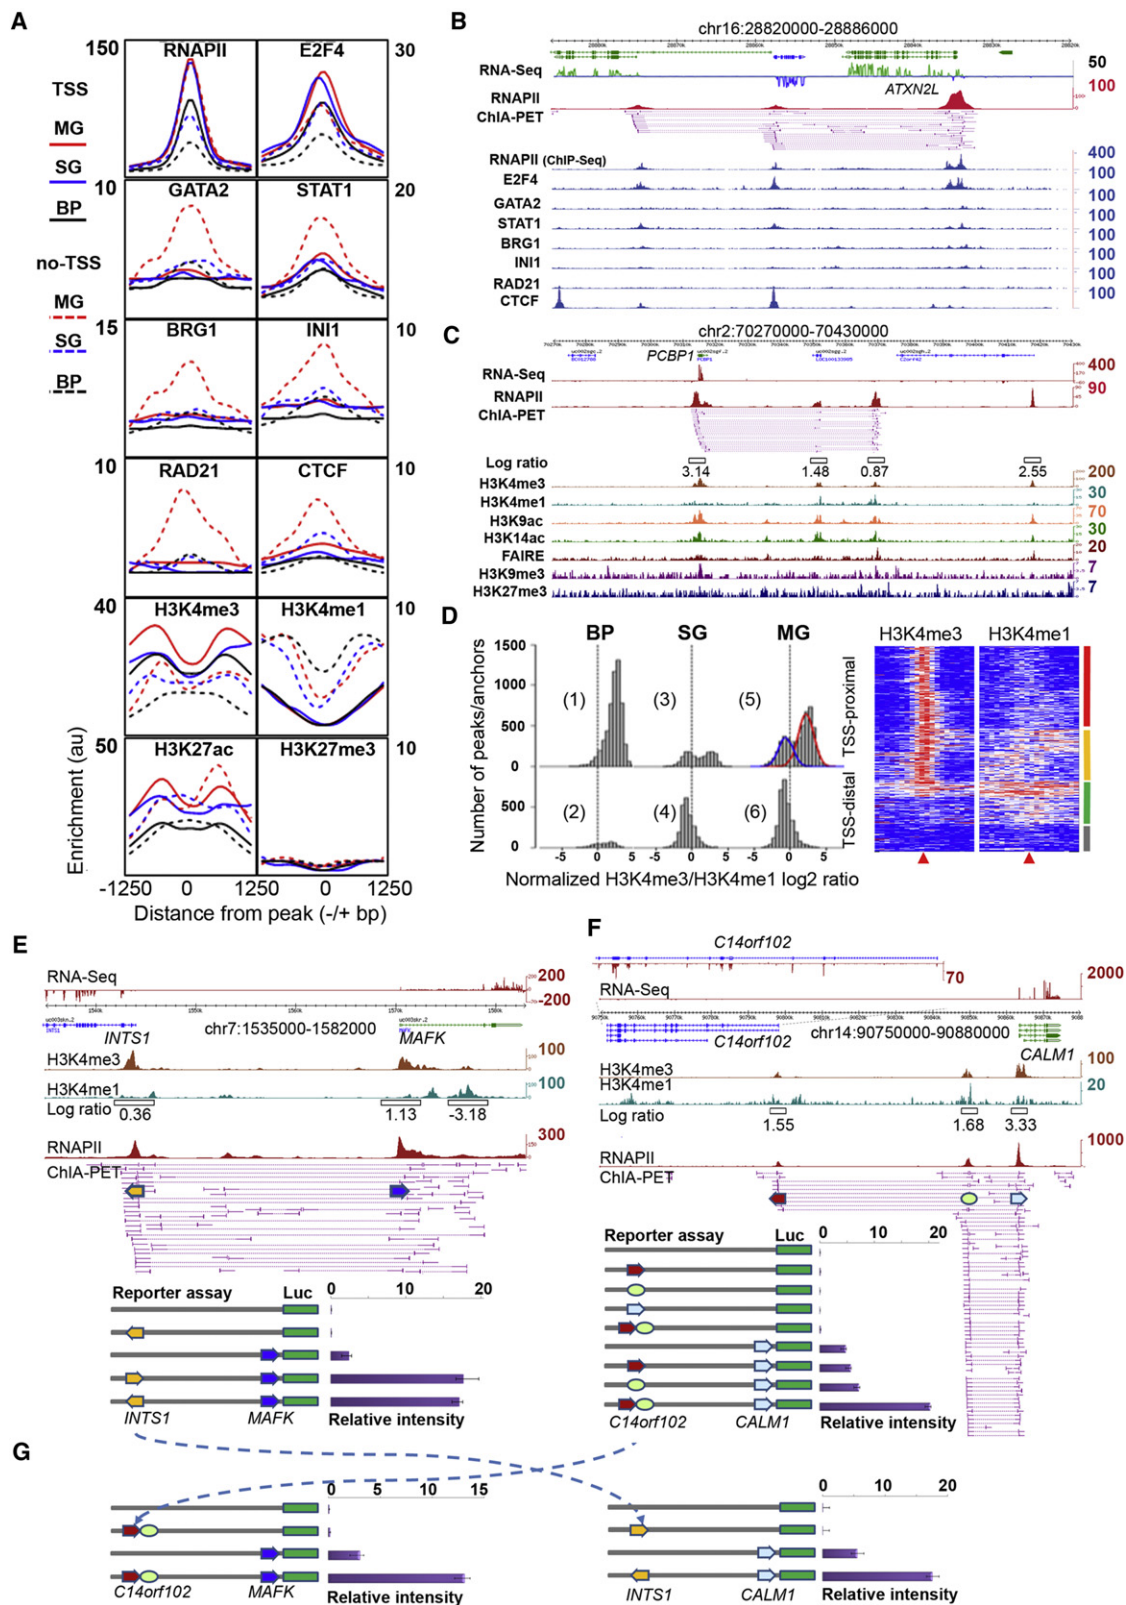 A
150
RNAPII
E2F4
30
TSS
MG
SG
BP
10
GATA2
STAT1
20
no-TSS
MG
SG
BP
15
BRG1
INI1
10
10
RAD21
CTCF
10
40
H3K4me3
H3K4me1
10
50
H3K27ac
H3K27me3
10
Enrichment (au)
-1250 0 1250 0 1250
Distance from peak (-/+ bp)
B
chr16:28820000-28886000
RNA-Seq
50
100
ATXN2L
RNAPII
ChIA-PET
RNAPII (ChIP-Seq)
400
E2F4
100
GATA2
100
STAT1
100
BRG1
100
INI1
100
RAD21
100
CTCF
100
C
chr2:70270000-70430000
PCBP1
RNA-Seq
400
RNAPII
90
ChIA-PET
Log ratio
3.14 1.48 0.87 2.55
H3K4me3
200
H3K4me1
30
H3K9ac
70
H3K14ac
30
FAIRE
20
H3K9me3
7
H3K27me3
7
D
BP SG MG
H3K4me3 H3K4me1
Number of peaks/anchors
1500
1000
500
0
500
0
(1) (3) (5)
(2) (4) (6)
TSS-proximal
TSS-distal
-5 0 5 -5 0 5 -5 0 5
Normalized H3K4me3/H3K4me1 log2 ratio
E
RNA-Seq
200
-200
chr7:1535000-1582000
INTS1
MAFK
H3K4me3
100
H3K4me1
100
Log ratio
0.36 1.13 -3.18
RNAPII
300
ChIA-PET
Reporter assay Luc
0 10 20
INTS1 MAFK
Relative intensity
F
C14orf102
70
RNA-Seq
2000
chr14:90750000-90880000
C14orf102
CALM1
H3K4me3
100
H3K4me1
20
Log ratio
1.55 1.68 3.33
RNAPII
1000
ChIA-PET
Reporter assay Luc
0 10 20
C14orf102 CALM1
Relative intensity
G
0 5 10 15
C14orf102 MAFK
Relative intensity
0 10 20
INTS1 CALM1
Relative intensity